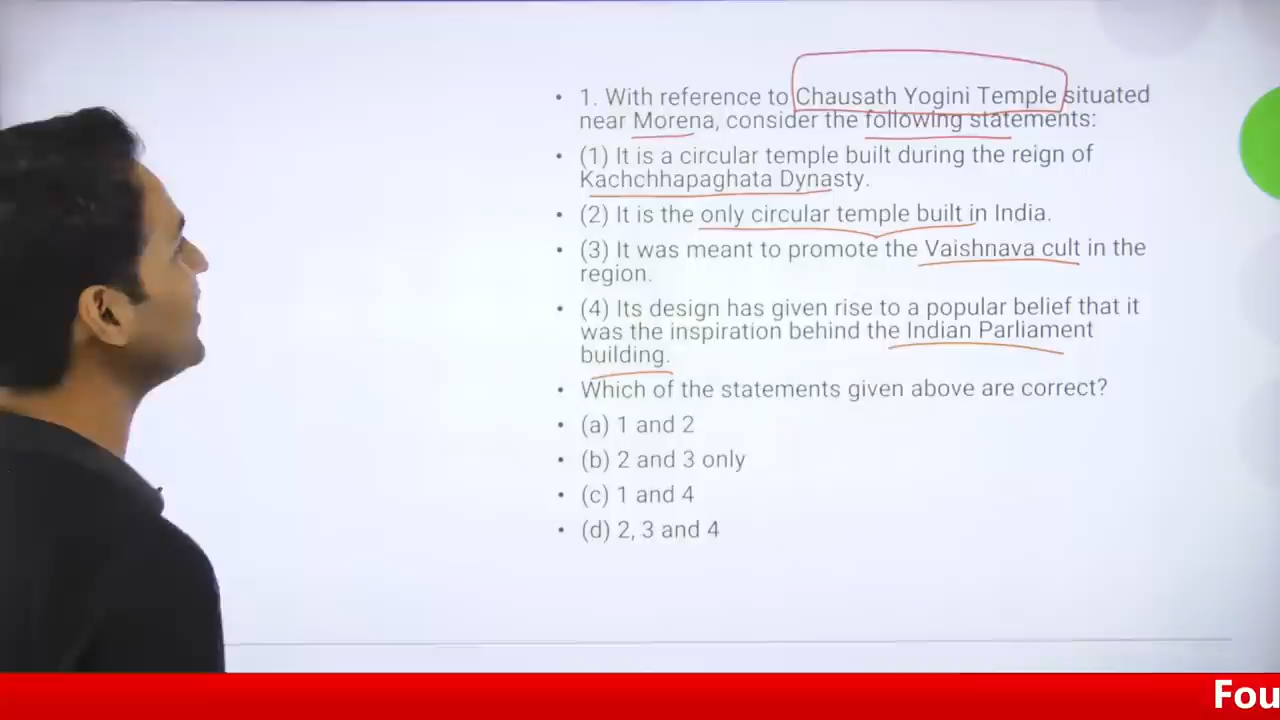 • 1. With reference to Chausath Yogini Temple situated
near Morena, consider the following statements:
• (1) It is a circular temple built during the reign of
Kachchhapaghata Dynasty.
• (2) It is the only circular temple built in India.
• (3) It was meant to promote the Vaishnava cult in the
region.
• (4) Its design has given rise to a popular belief that it
was the inspiration behind the Indian Parliament
building.
• Which of the statements given above are correct?
• (a) 1 and 2
• (b) 2 and 3 only
• (c) 1 and 4
• (d) 2, 3 and 4
Fou